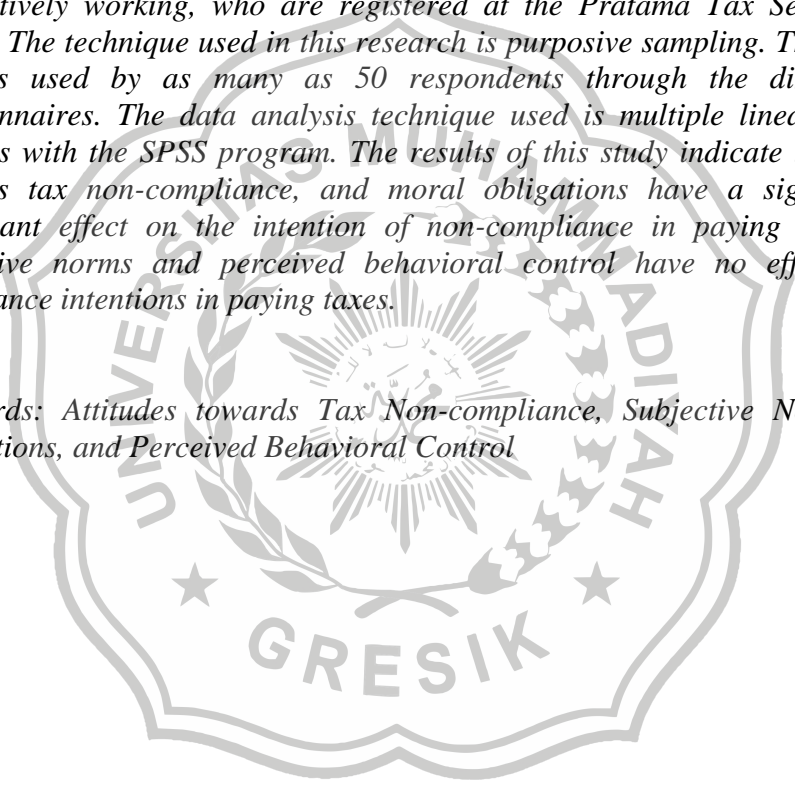 tively working, who are registered at the Pratama Tax Se
. The technique used in this research is purposive sampling. T
s used by as many as 50 respondents through the di
nnaires. The data analysis technique used is multiple linea
s with the SPSS program. The results of this study indicate
s tax non-compliance, and moral obligations have a sig
ant effect on the intention of non-compliance in paying
ive norms and perceived behavioral control have no eff
ance intentions in paying taxes.
rds: Attitudes towards Tax Non-compliance, Subjective N
tions, and Perceived Behavioral Control
UNIVERSITAS MUHAMMADIYAH
GRESIK